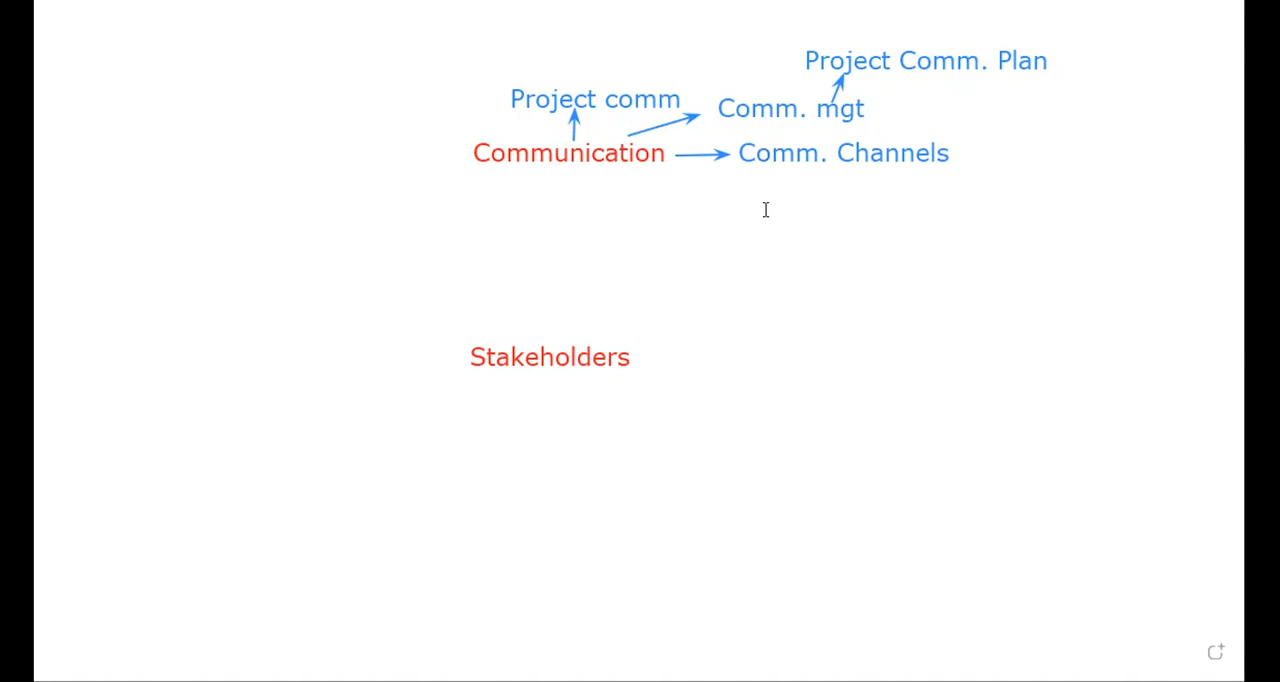 Project Comm. Plan
Project comm
Comm. mgt
Communication
Comm. Channels
Stakeholders